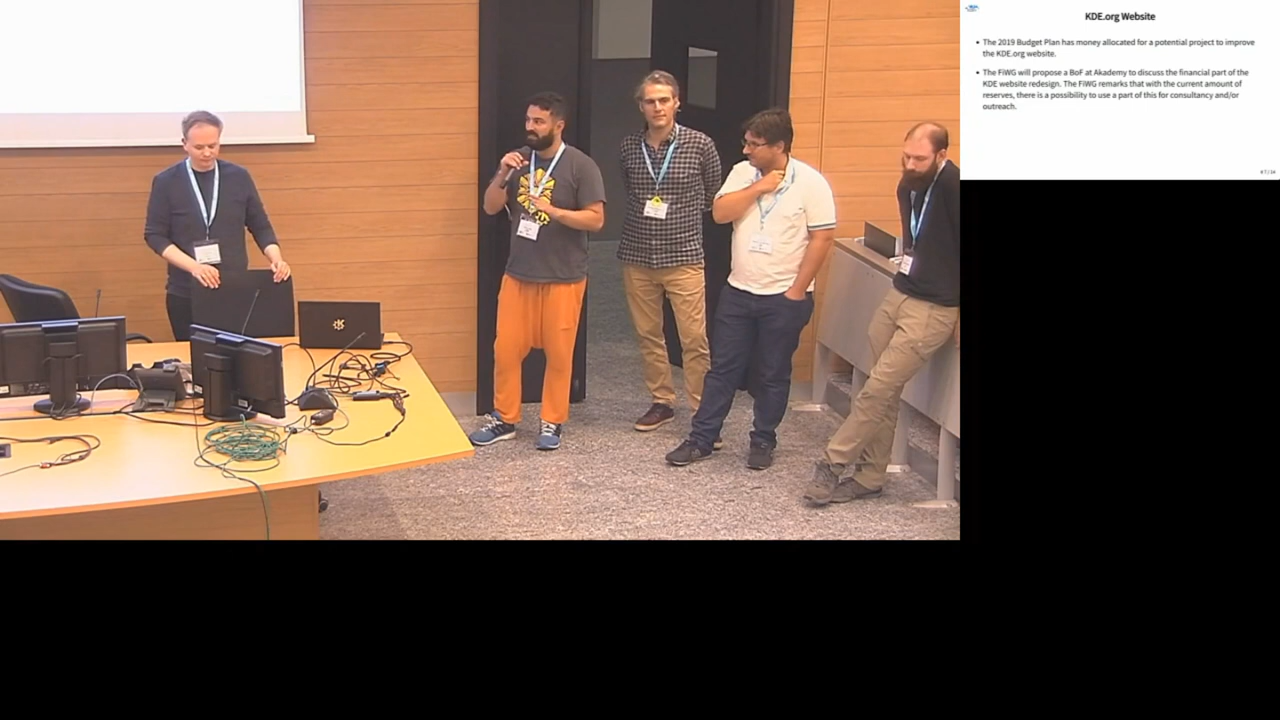 KDE.org Website
• The 2019 Budget Plan has money allocated for a potential project to improve
the KDE.org website.
• The FiWG will propose a BoF at Akademy to discuss the financial part of the
KDE website redesign. The FiWG remarks that with the current amount of
reserves, there is a possibility to use a part of this for consultancy and/or
outreach.